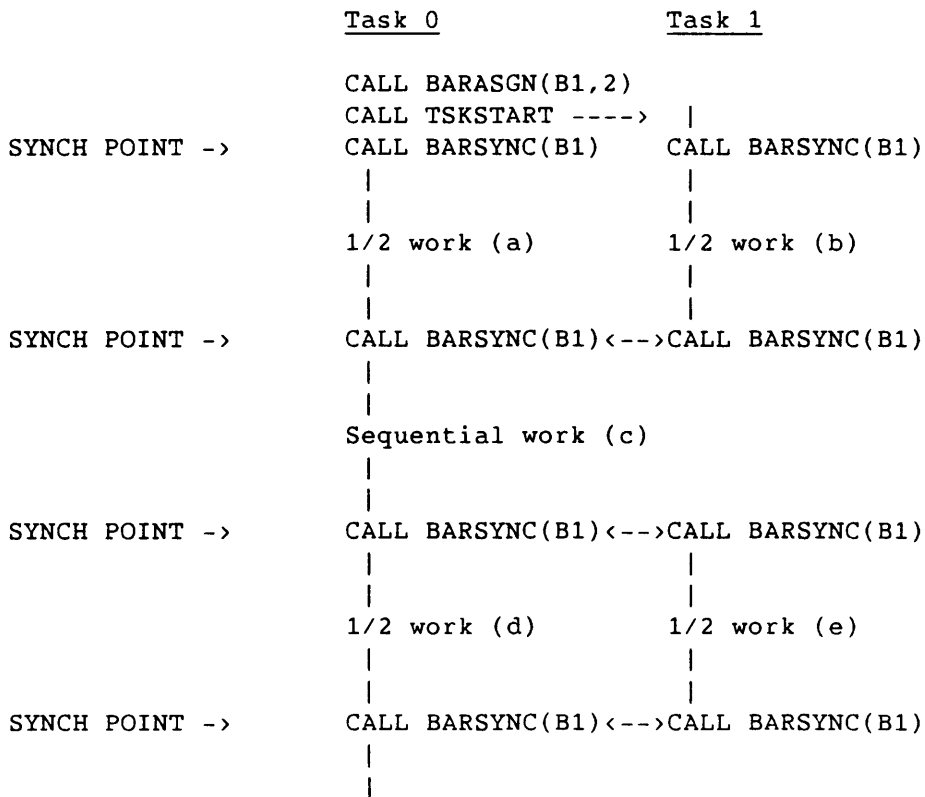 Task 0 Task 1
CALL BARASGN(B1,2)
CALL TSKSTART ----> |
SYNCH POINT -> CALL BARSYNC(B1) CALL BARSYNC(B1)
| |
| |
1/2 work (a) 1/2 work (b)
| |
| |
SYNCH POINT -> CALL BARSYNC(B1)<-->CALL BARSYNC(B1)
|
|
Sequential work (c)
|
|
SYNCH POINT -> CALL BARSYNC(B1)<-->CALL BARSYNC(B1)
| |
| |
1/2 work (d) 1/2 work (e)
| |
| |
SYNCH POINT -> CALL BARSYNC(B1)<-->CALL BARSYNC(B1)
|
|